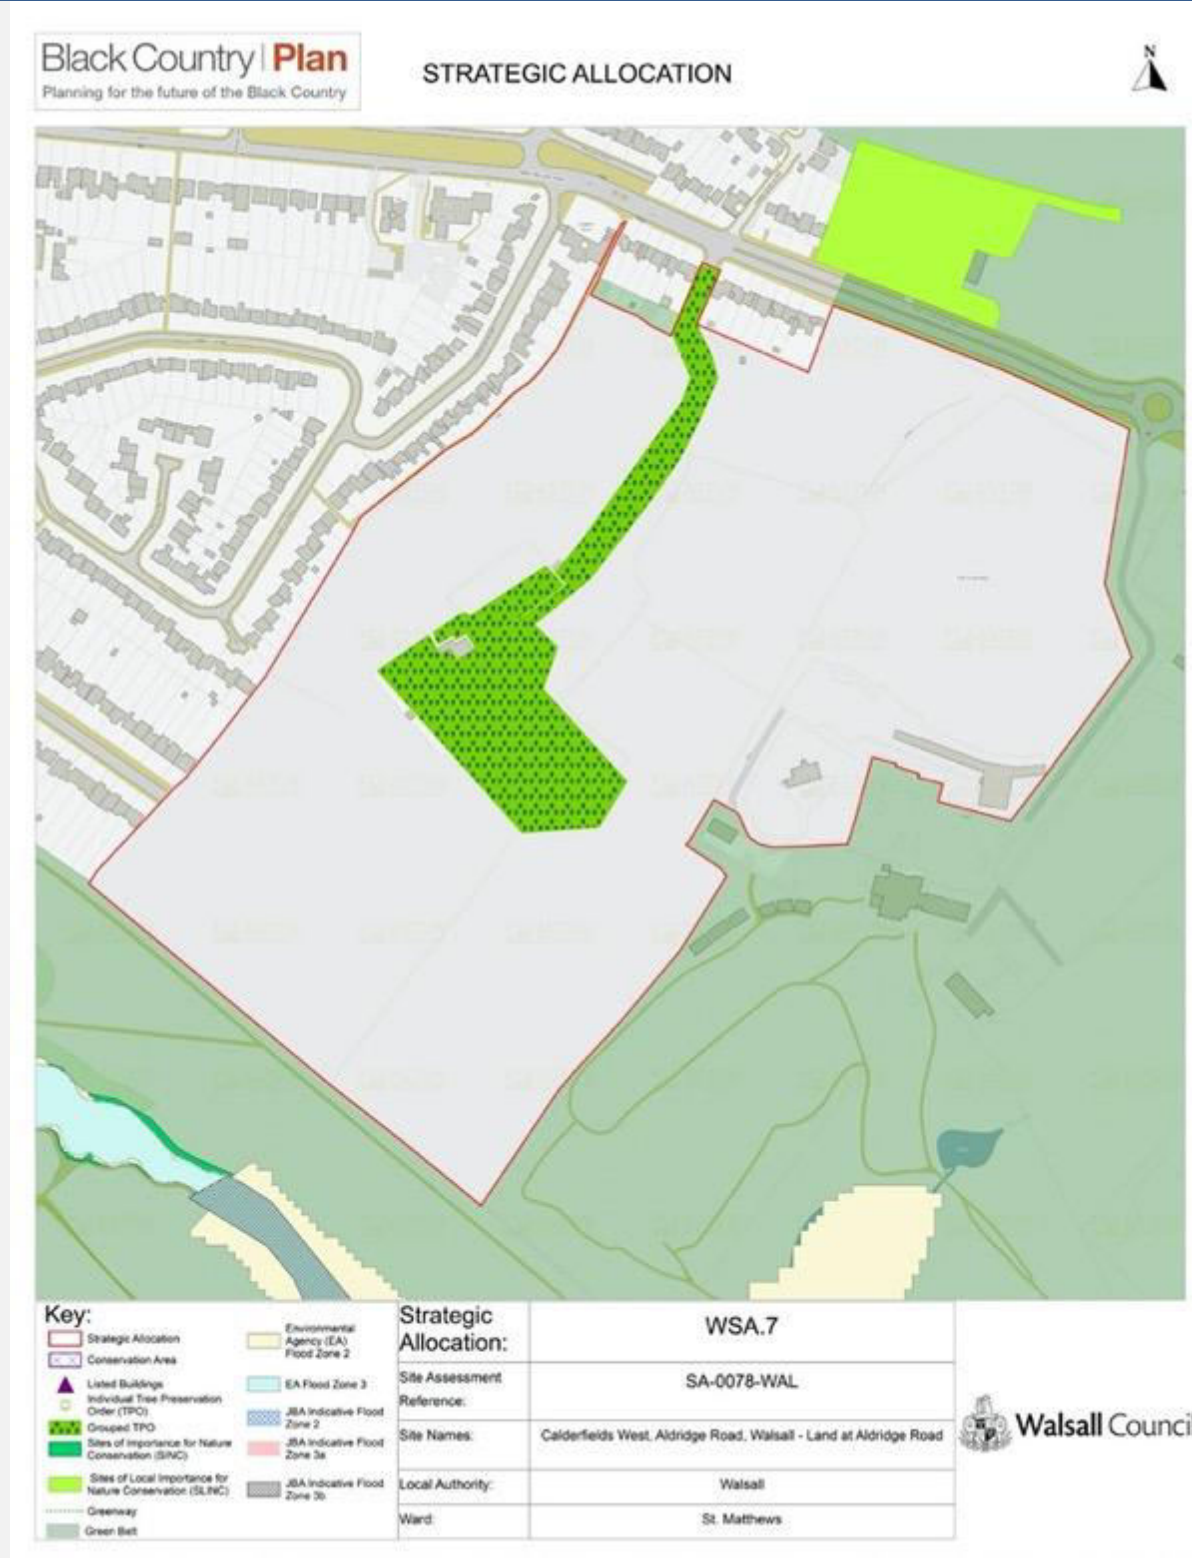 Black Country | Plan
Planning for the future of the Black Country
STRATEGIC ALLOCATION
N
Key:
Strategic Allocation
Conservation Area
Listed Buildings
Individual Tree Preservation
Order (TPO)
Grouped TPO
Sites of Importance for Nature
Conservation (SINC)
Sites of Local Importance for
Nature Conservation (SLINC)
Greenway
Green Belt
Environmental
Agency (EA)
Flood Zone 2
EA Flood Zone 3
JBA Indicative Flood
Zone 2
JBA Indicative Flood
Zone 3a
JBA Indicative Flood
Zone 3b
Strategic
Allocation:
WSA.7
Site Assessment
Reference:
SA-0078-WAL
Site Names:
Calderfields West, Aldridge Road, Walsall - Land at Aldridge Road
Local Authority:
Walsall
Ward:
St. Matthews
Walsall Counci